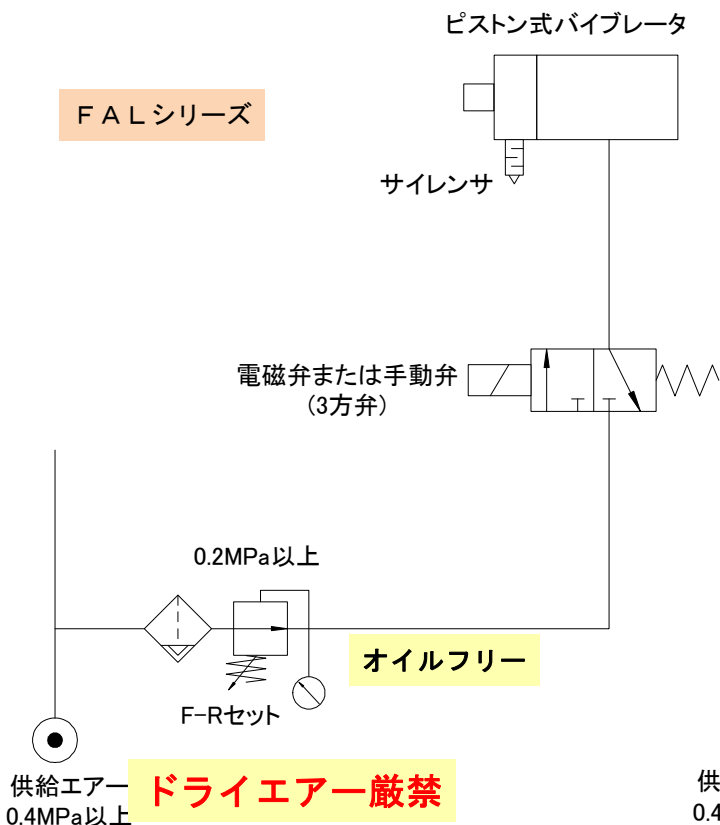 ピストン式バイブレータ
ＦＡＬシリーズ
サイレンサ
電磁弁または手動弁
(3方弁)
0.2MPa以上
オイルフリー
F-Rセット
供給エアー
0.4MPa以上
ドライエアー厳禁
供
0.4